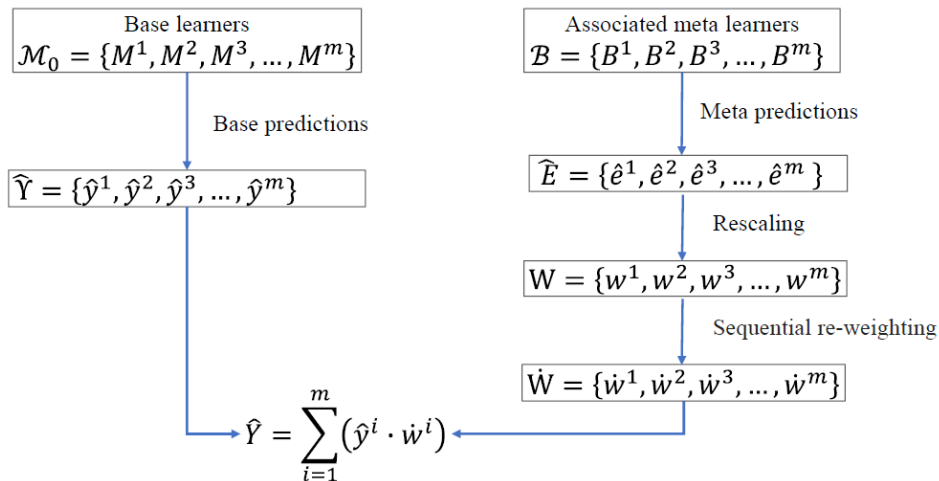 Base learners
ℳ₀ = {M¹, M², M³, …, Mᵐ}
Base predictions
Υ̂ = {ŷ¹, ŷ², ŷ³, …, ŷᵐ}
Associated meta learners
ℬ = {B¹, B², B³, …, Bᵐ}
Meta predictions
Ê = {ê¹, ê², ê³, …, êᵐ }
Rescaling
W = {w¹, w², w³, …, wᵐ}
Sequential re-weighting
Ẇ = {ẇ¹, ẇ², ẇ³, …, ẇᵐ}
Ŷ = ∑ᵢ₌₁ᵐ (ŷⁱ · ẇⁱ)